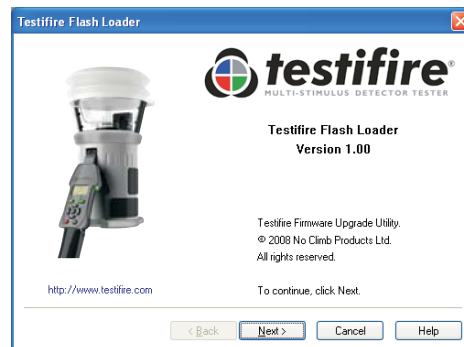 Testifire Flash Loader
testifire®
MULTI-STIMULUS DETECTOR TESTER
Testifire Flash Loader
Version 1.00
Testifire Firmware Upgrade Utility.
© 2008 No Climb Products Ltd.
All rights reserved.
http://www.testifire.com
To continue, click Next.
< Back
Next >
Cancel
Help